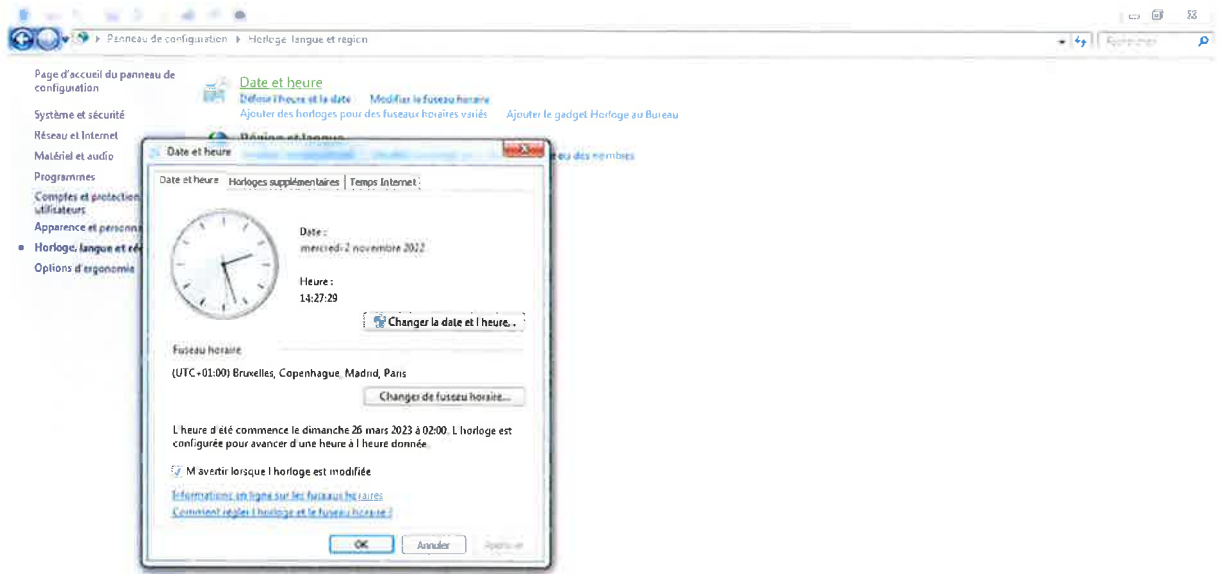 Panneau de configuration Horloge langue et région
Rechercher
Page d'accueil du panneau de
configuration
Système et sécurité
Réseau et Internet
Matériel et audio
Programmes
Comptes et protection
utilisateurs
Apparence et personn
Horloge, langue et ré
Options d'ergonomie
Date et heure
Définir l'heure et la date Modifier le fuseau horaire
Ajouter des horloges pour des fuseaux horaires variés Ajouter le gadget Horloge au Bureau
Région et langue
des nombres
Date et heure
Date et heure Horloges supplémentaires Temps Internet
Date :
mercredi 2 novembre 2022
Heure :
14:27:29
Changer la date et l heure...
Fuseau horaire
(UTC+01:00) Bruxelles, Copenhague, Madrid, Paris
Changer de fuseau horaire...
L'heure d'été commence le dimanche 26 mars 2023 à 02:00. L horloge est
configurée pour avancer d une heure à l heure donnée
M avertir lorsque l horloge est modifiée
Informations en ligne sur les fuseaux horaires
Comment régler l horloge et le fuseau horaire ?
OK Annuler Appliquer